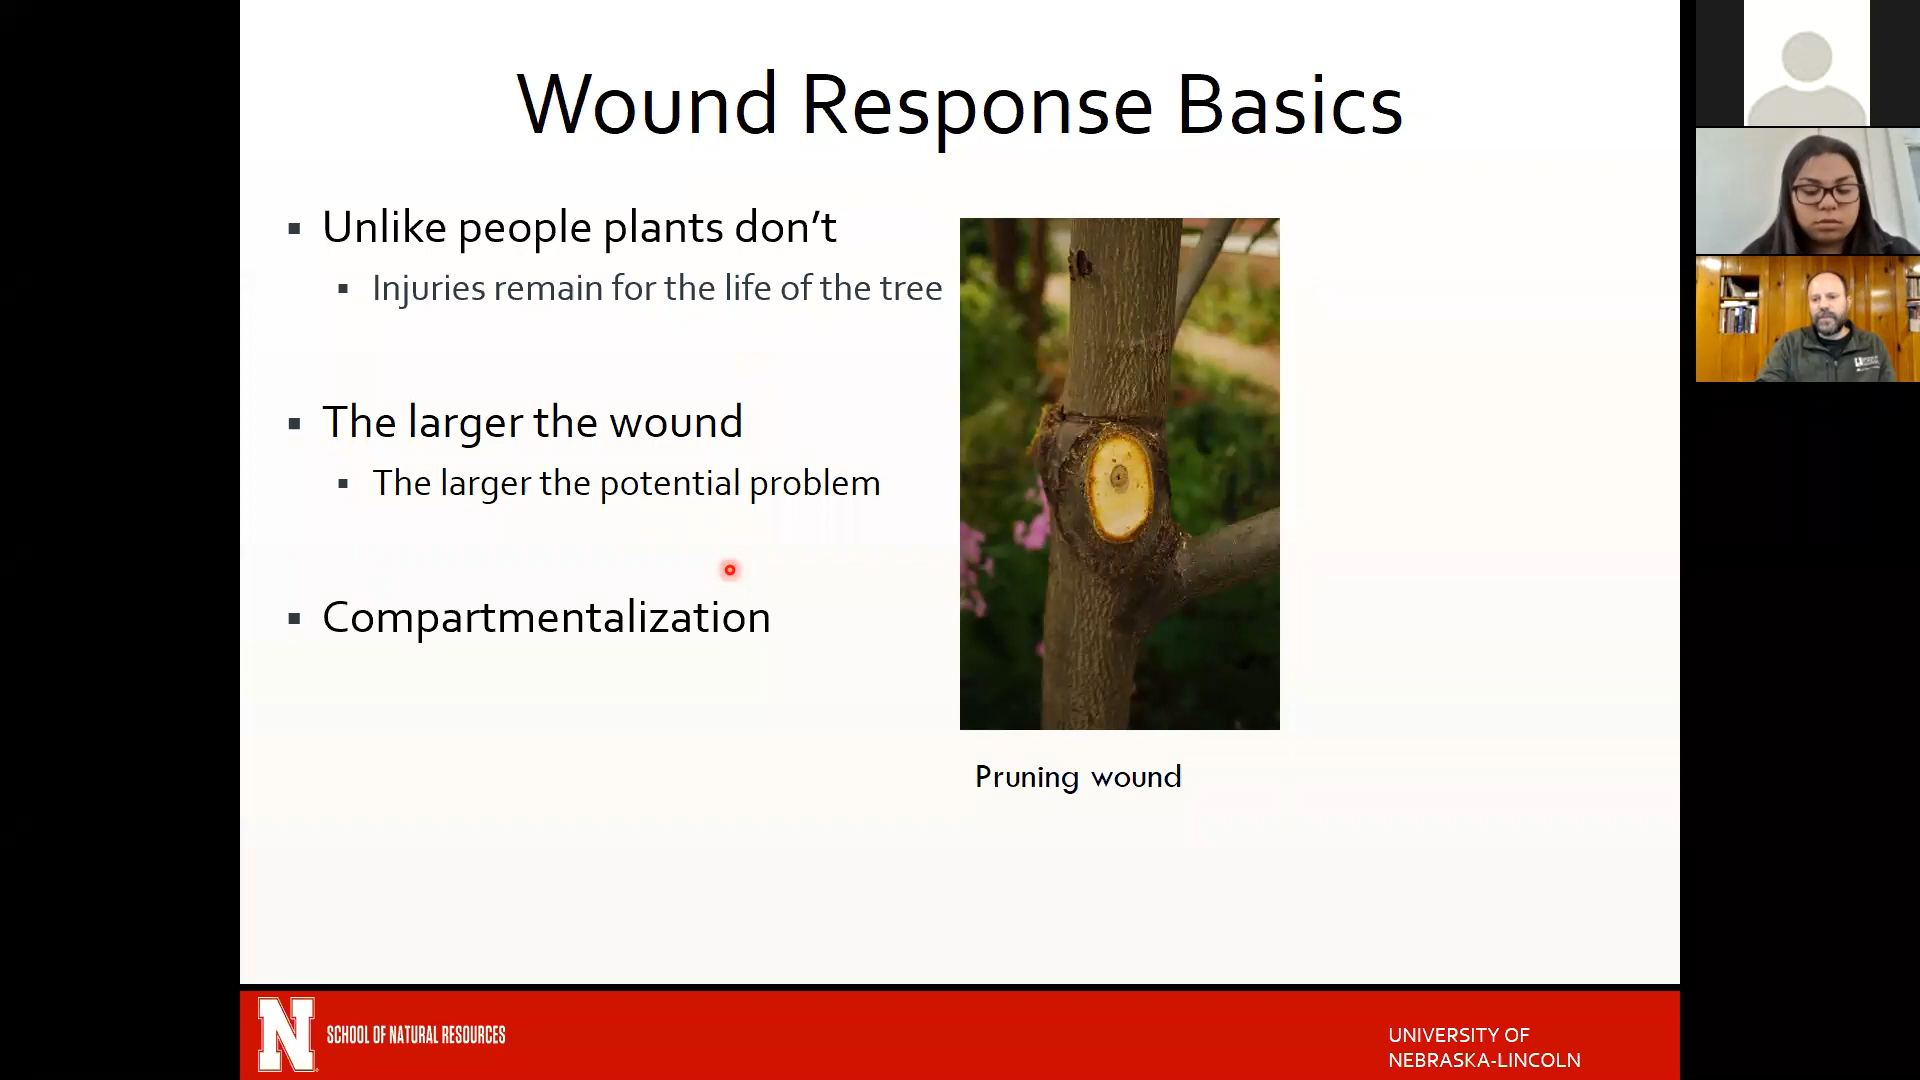 Wound Response Basics
Unlike people plants don’t
Injuries remain for the life of the tree
The larger the wound
The larger the potential problem
Compartmentalization
Pruning wound
N SCHOOL OF NATURAL RESOURCES
UNIVERSITY OF
NEBRASKA-LINCOLN